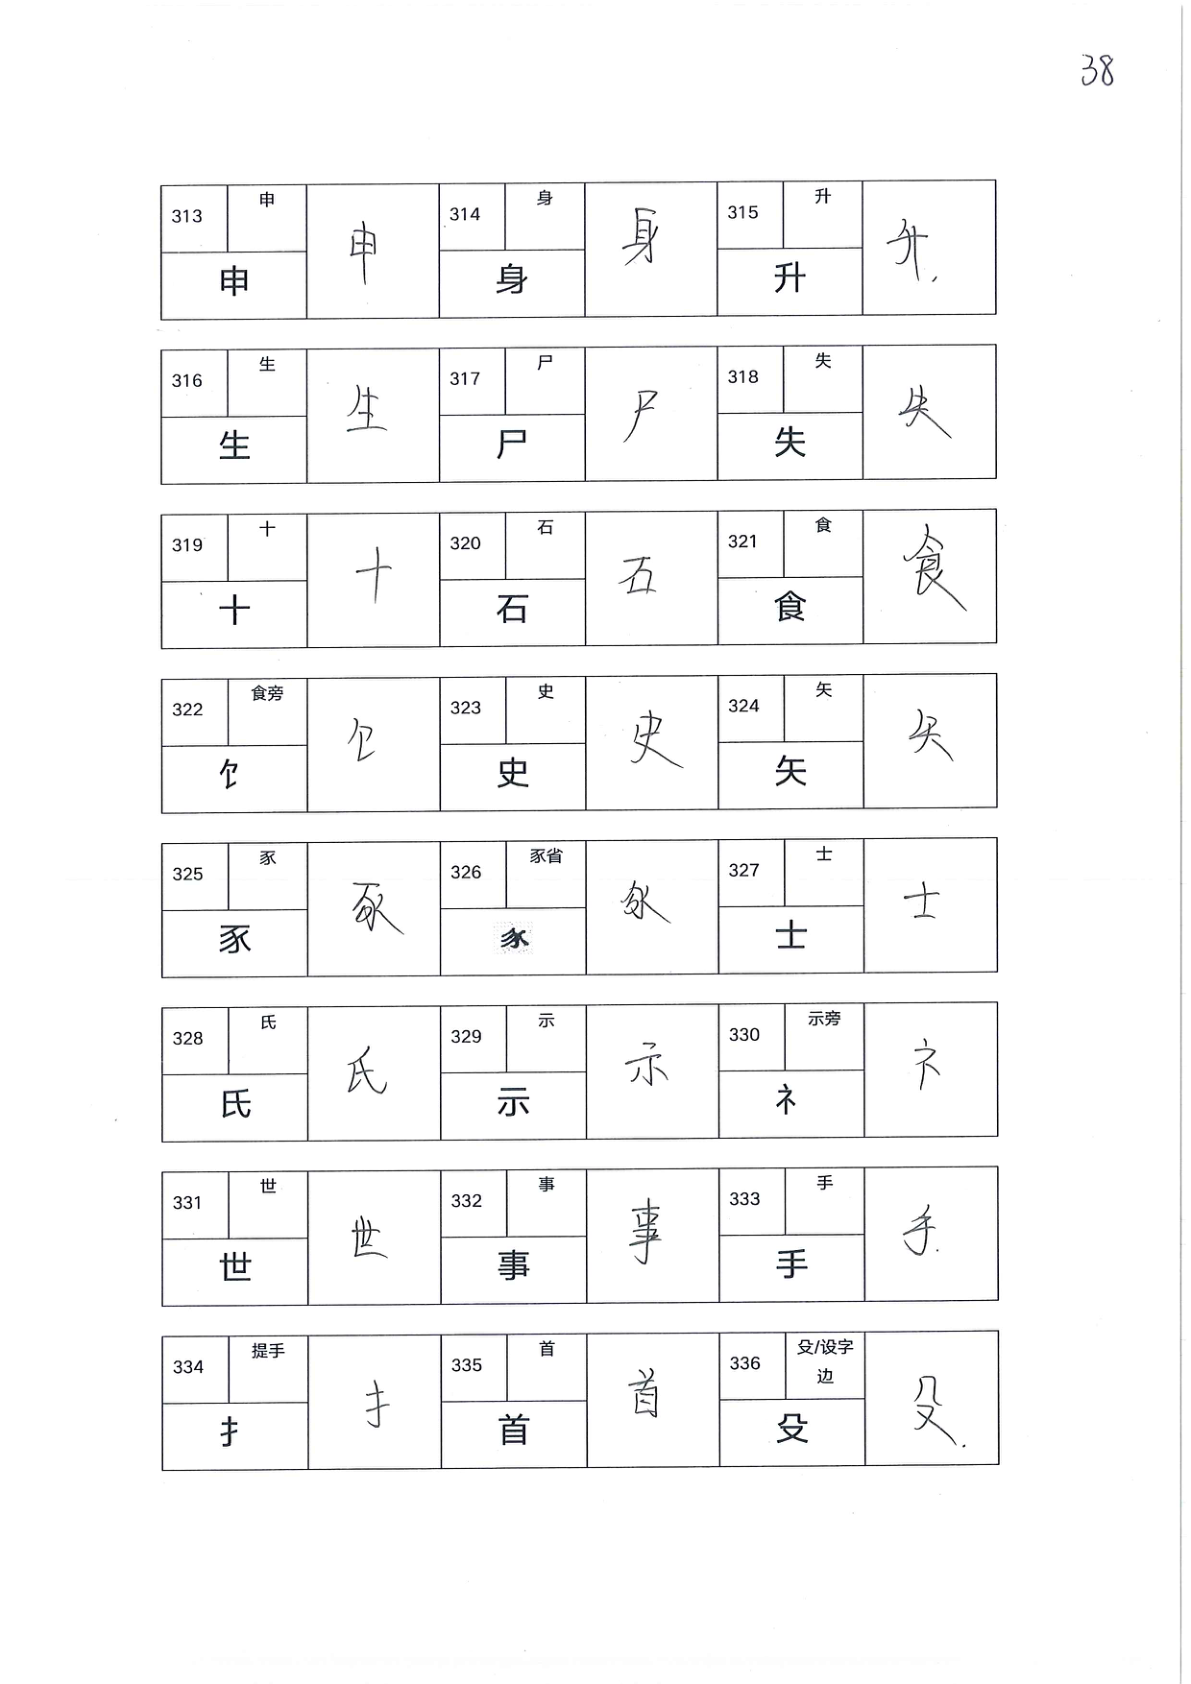 38
313 申 申 314 身 身 315 升 升
申 身 升
316 生 生 317 尸 尸 318 失 失
生 尸 失
319 十 十 320 石 五 321 食 食
十 石 食
322 食旁 饣 323 史 史 324 矢 矢
饣 史 矢
325 豕 豕 326 豕省 327 士 士
豕 士
328 氏 氏 329 示 示 330 示旁 礻
氏 示 礻
331 世 世 332 事 事 333 手 手
世 事 手
334 提手 扌 335 首 首 336 殳/设字边 殳
扌 首 殳